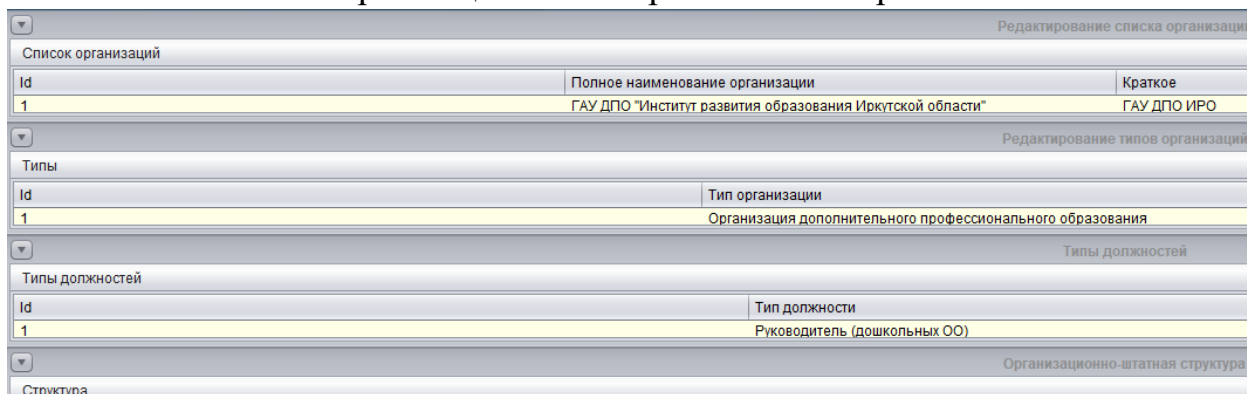 Редактирование списка организаци
Список организаций
Id Полное наименование организации Краткое
1 ГАУ ДПО "Институт развития образования Иркутской области" ГАУ ДПО ИРО
Редактирование типов организаций
Типы
Id Тип организации
1 Организация дополнительного профессионального образования
Типы должностей
Типы должностей
Id Тип должности
1 Руководитель (дошкольных ОО)
Организационно-штатная структура
Структура